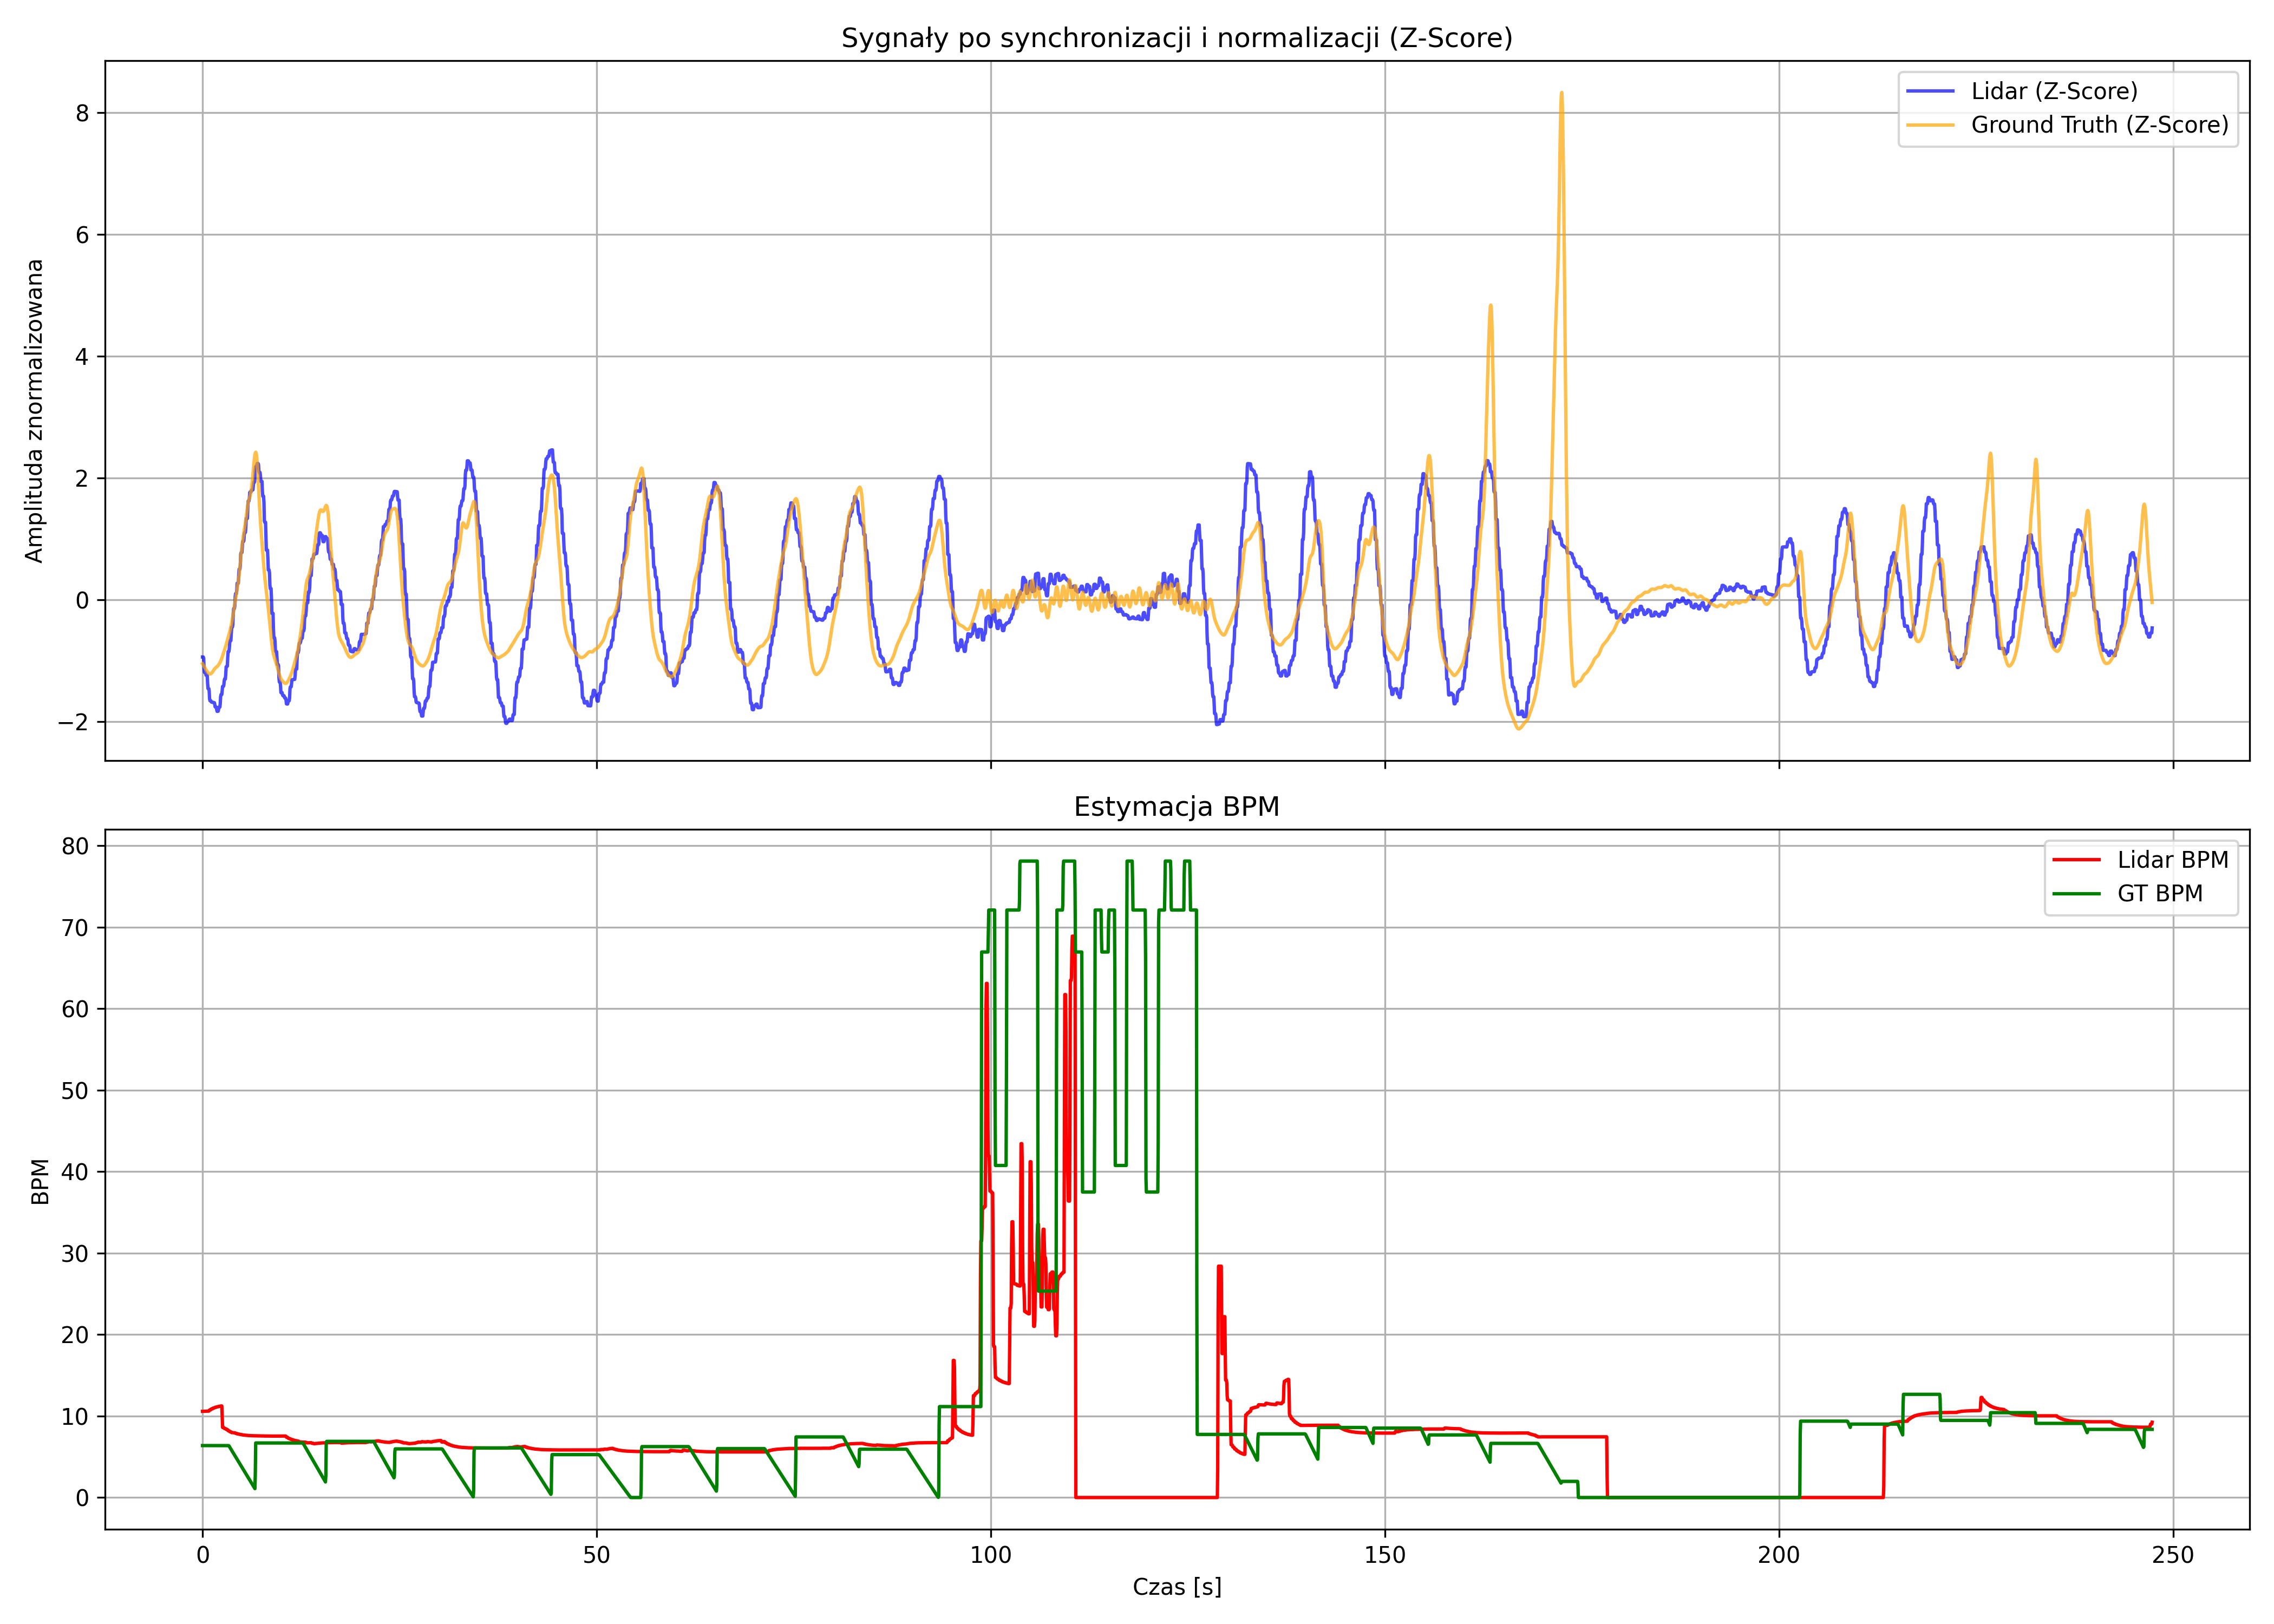 Sygnały po synchronizacji i normalizacji (Z-Score)
Lidar (Z-Score)
Ground Truth (Z-Score)
Amplituda znormalizowana
8
6
4
2
0
−2
Estymacja BPM
Lidar BPM
GT BPM
BPM
80
70
60
50
40
30
20
10
0
0 50 100 150 200 250
Czas [s]